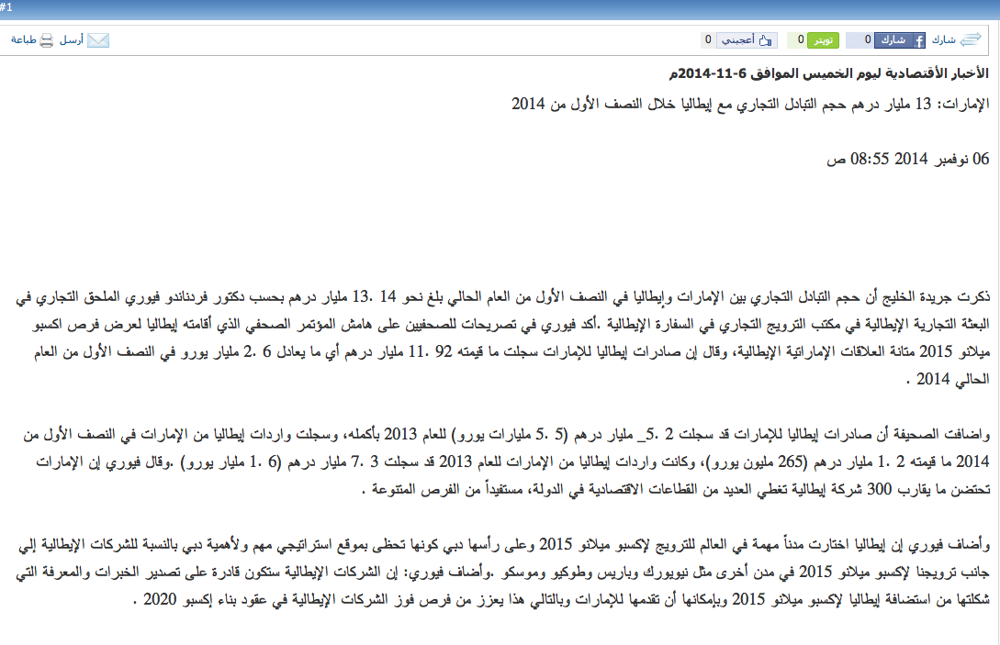 #1
شارك شارك 0 تويتر 0 أعجبني 0 أرسل طباعة
الأخبار الأقتصادية ليوم الخميس الموافق 6-11-2014م
الإمارات: 13 مليار درهم حجم التبادل التجاري مع إيطاليا خلال النصف الأول من 2014
06 نوفمبر 2014 08:55 ص
ذكرت جريدة الخليج أن حجم التبادل التجاري بين الإمارات وإيطاليا في النصف الأول من العام الحالي بلغ نحو 14 .13 مليار درهم بحسب دكتور فردناندو فيوري الملحق التجاري في
البعثة التجارية الإيطالية في مكتب الترويج التجاري في السفارة الإيطالية .أكد فيوري في تصريحات للصحفيين على هامش المؤتمر الصحفي الذي أقامته إيطاليا لعرض فرص اكسبو
ميلانو 2015 متانة العلاقات الإماراتية الإيطالية، وقال إن صادرات إيطاليا للإمارات سجلت ما قيمته 92 .11 مليار درهم أي ما يعادل 6 .2 مليار يورو في النصف الأول من العام
الحالي 2014 .
واضافت الصحيفة أن صادرات إيطاليا للإمارات قد سجلت 2 .5_ مليار درهم (5 .5 مليارات يورو) للعام 2013 بأكمله، وسجلت واردات إيطاليا من الإمارات في النصف الأول من
2014 ما قيمته 2 .1 مليار درهم (265 مليون يورو)، وكانت واردات إيطاليا من الإمارات للعام 2013 قد سجلت 3 .7 مليار درهم (6 .1 مليار يورو) .وقال فيوري إن الإمارات
تحتضن ما يقارب 300 شركة إيطالية تغطي العديد من القطاعات الاقتصادية في الدولة، مستفيداً من الفرص المتنوعة .
وأضاف فيوري إن إيطاليا اختارت مدناً مهمة في العالم للترويج لإكسبو ميلانو 2015 وعلى رأسها دبي كونها تحظى بموقع استراتيجي مهم ولأهمية دبي بالنسبة للشركات الإيطالية إلي
جانب ترويجنا لإكسبو ميلانو 2015 في مدن أخرى مثل نيويورك وباريس وطوكيو وموسكو .وأضاف فيوري: إن الشركات الإيطالية ستكون قادرة على تصدير الخبرات والمعرفة التي
شكلتها من استضافة إيطاليا لإكسبو ميلانو 2015 وبإمكانها أن تقدمها للإمارات وبالتالي هذا يعزز من فرص فوز الشركات الإيطالية في عقود بناء إكسبو 2020 .